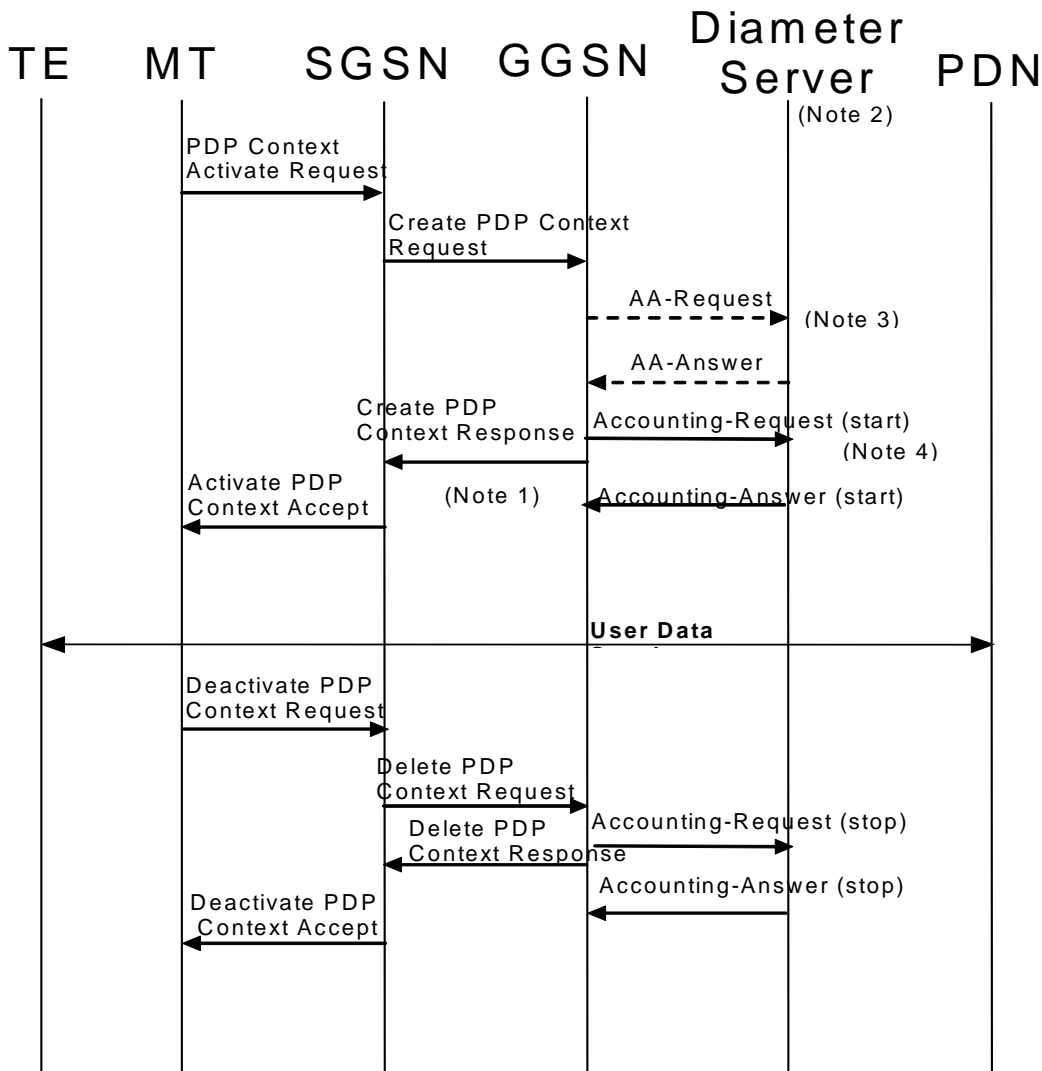 TE
MT
SGSN
GGSN
Diameter
Server
PDN
(Note 2)
PDP Context
Activate Request
Create PDP Context
Request
AA-Request
(Note 3)
AA-Answer
Create PDP
Context Response
Accounting-Request (start)
(Note 4)
Activate PDP
Context Accept
(Note 1)
Accounting-Answer (start)
User Data
Deactivate PDP
Context Request
Delete PDP
Context Request
Accounting-Request (stop)
Delete PDP
Context Response
Accounting-Answer (stop)
Deactivate PDP
Context Accept